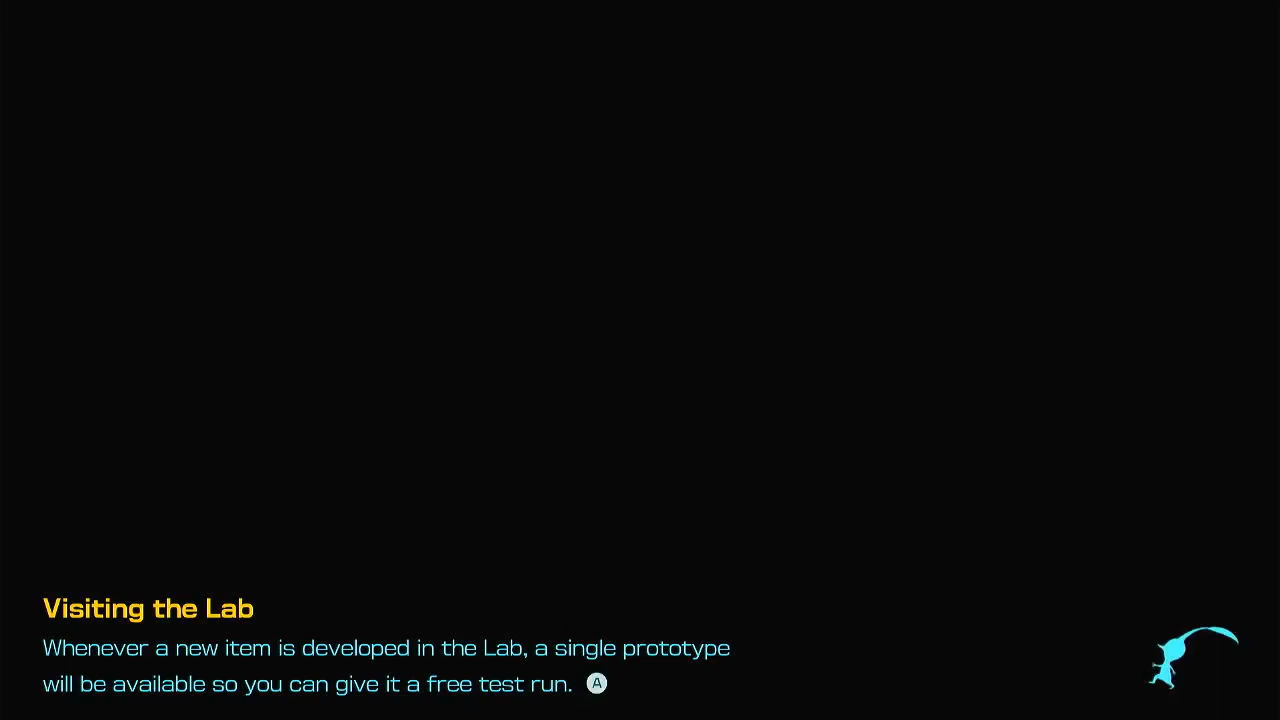 Visiting the Lab
Whenever a new item is developed in the Lab, a single prototype
will be available so you can give it a free test run. A